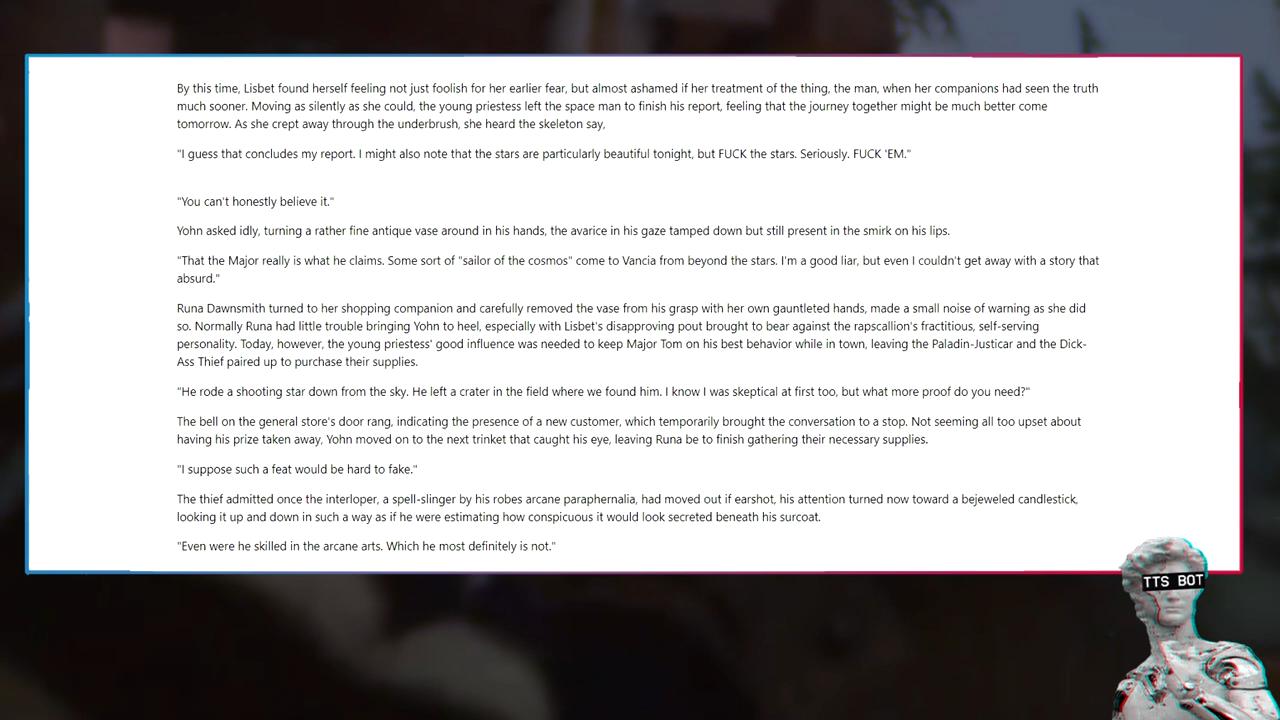 By this time, Lisbet found herself feeling not just foolish for her earlier fear, but almost ashamed if her treatment of the thing, the man, when her companions had seen the truth
much sooner. Moving as silently as she could, the young priestess left the space man to finish his report, feeling that the journey together might be much better come
tomorrow. As she crept away through the underbrush, she heard the skeleton say,
"I guess that concludes my report. I might also note that the stars are particularly beautiful tonight, but FUCK the stars. Seriously. FUCK 'EM."
"You can't honestly believe it."
Yohn asked idly, turning a rather fine antique vase around in his hands, the avarice in his gaze tamped down but still present in the smirk on his lips.
"That the Major really is what he claims. Some sort of "sailor of the cosmos" come to Vancia from beyond the stars. I'm a good liar, but even I couldn't get away with a story that
absurd."
Runa Dawnsmith turned to her shopping companion and carefully removed the vase from his grasp with her own gauntleted hands, made a small noise of warning as she did
so. Normally Runa had little trouble bringing Yohn to heel, especially with Lisbet's disapproving pout brought to bear against the rapscallion's fractitious, self-serving
personality. Today, however, the young priestess' good influence was needed to keep Major Tom on his best behavior while in town, leaving the Paladin-Justicar and the Dick-
Ass Thief paired up to purchase their supplies.
"He rode a shooting star down from the sky. He left a crater in the field where we found him. I know I was skeptical at first too, but what more proof do you need?"
The bell on the general store's door rang, indicating the presence of a new customer, which temporarily brought the conversation to a stop. Not seeming all too upset about
having his prize taken away, Yohn moved on to the next trinket that caught his eye, leaving Runa be to finish gathering their necessary supplies.
"I suppose such a feat would be hard to fake."
The thief admitted once the interloper, a spell-slinger by his robes arcane paraphernalia, had moved out if earshot, his attention turned now toward a bejeweled candlestick,
looking it up and down in such a way as if he were estimating how conspicuous it would look secreted beneath his surcoat.
"Even were he skilled in the arcane arts. Which he most definitely is not."
TTS BOT